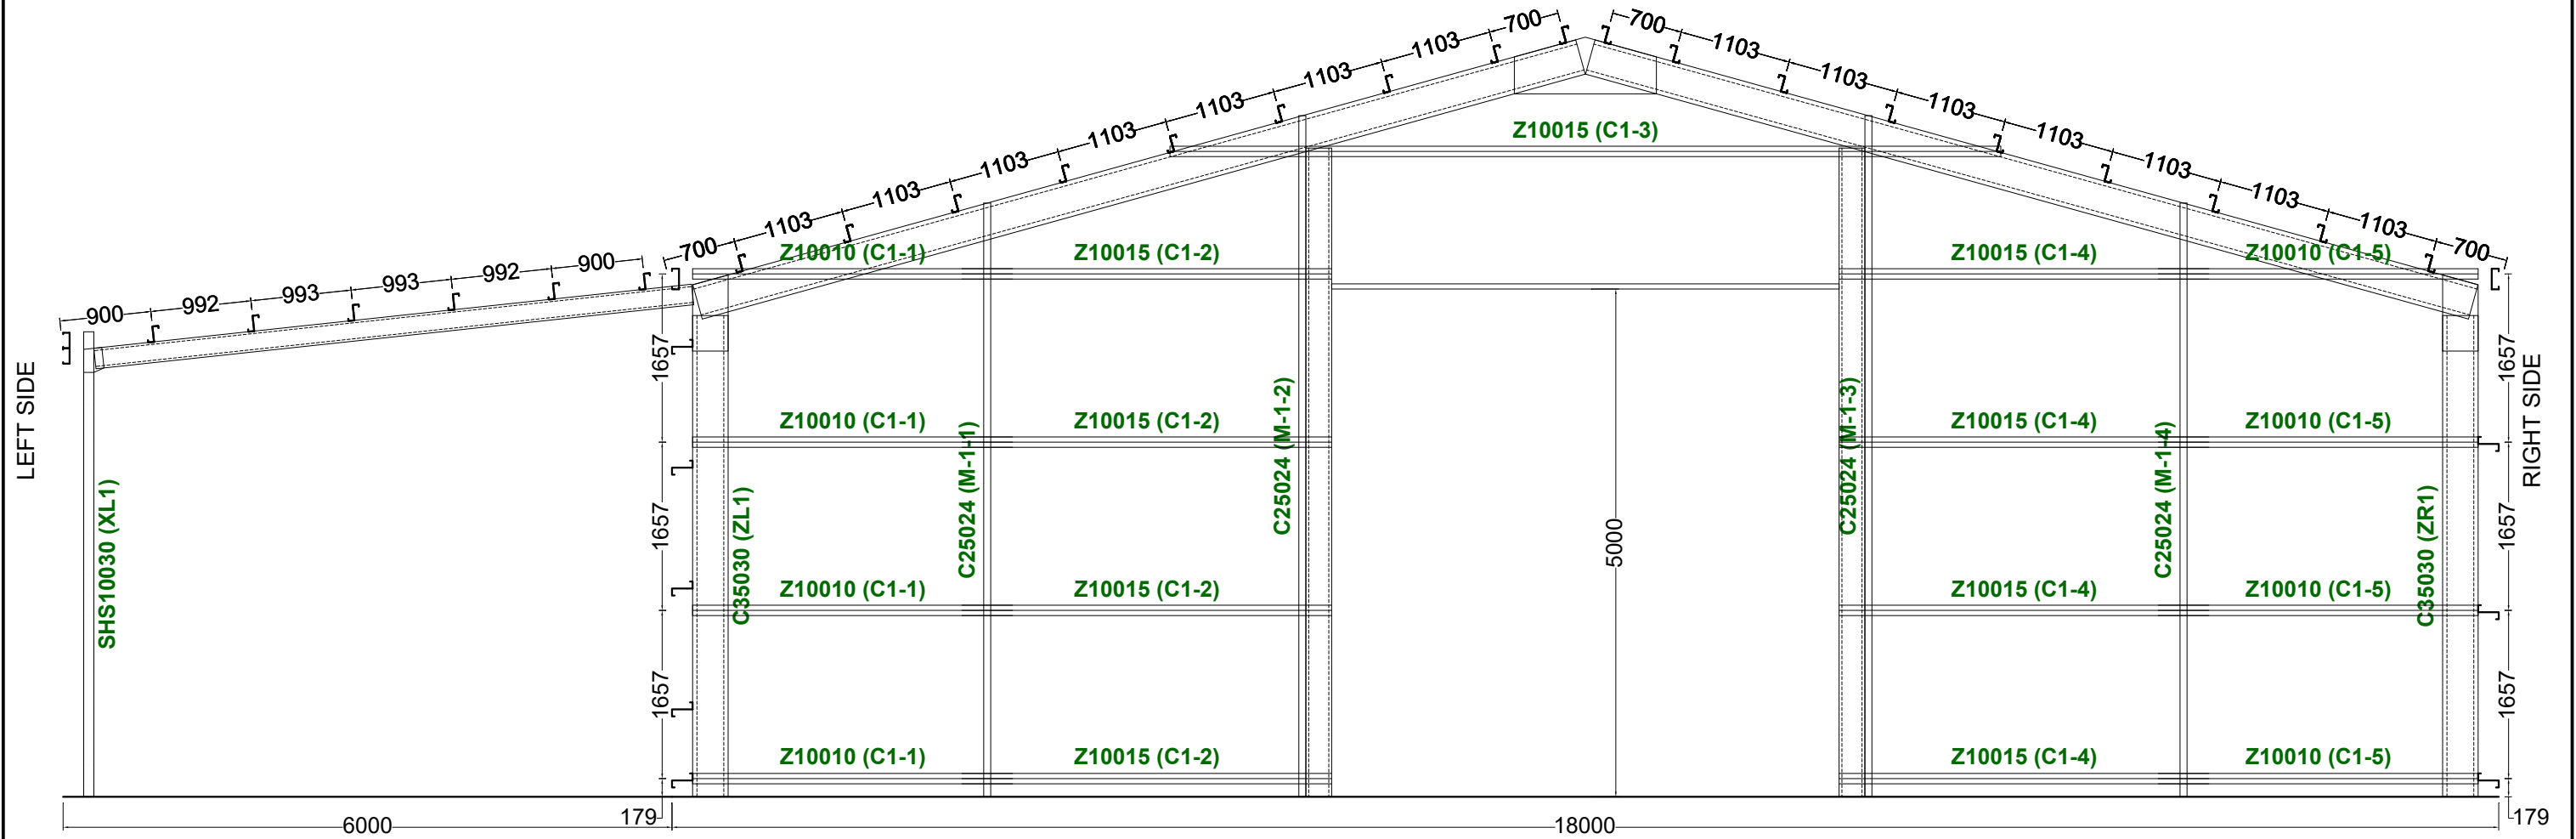 700
700
1103
1103
1103
1103
1103
1103
1103
1103
1103
1103
1103
1103
1103
1103
700
700
900
992
993
993
992
900
Z10015 (C1-3)
Z10010 (C1-1)
Z10015 (C1-2)
Z10015 (C1-4)
Z10010 (C1-5)
1657
1657
LEFT SIDE
RIGHT SIDE
Z10010 (C1-1)
Z10015 (C1-2)
Z10015 (C1-4)
Z10010 (C1-5)
SHS10030 (XL1)
C35030 (ZL1)
C25024 (M-1-1)
C25024 (M-1-2)
C25024 (M-1-3)
C25024 (M-1-4)
C35030 (ZR1)
1657
5000
1657
Z10010 (C1-1)
Z10015 (C1-2)
Z10015 (C1-4)
Z10010 (C1-5)
1657
1657
Z10010 (C1-1)
Z10015 (C1-2)
Z10015 (C1-4)
Z10010 (C1-5)
179
179
6000
18000